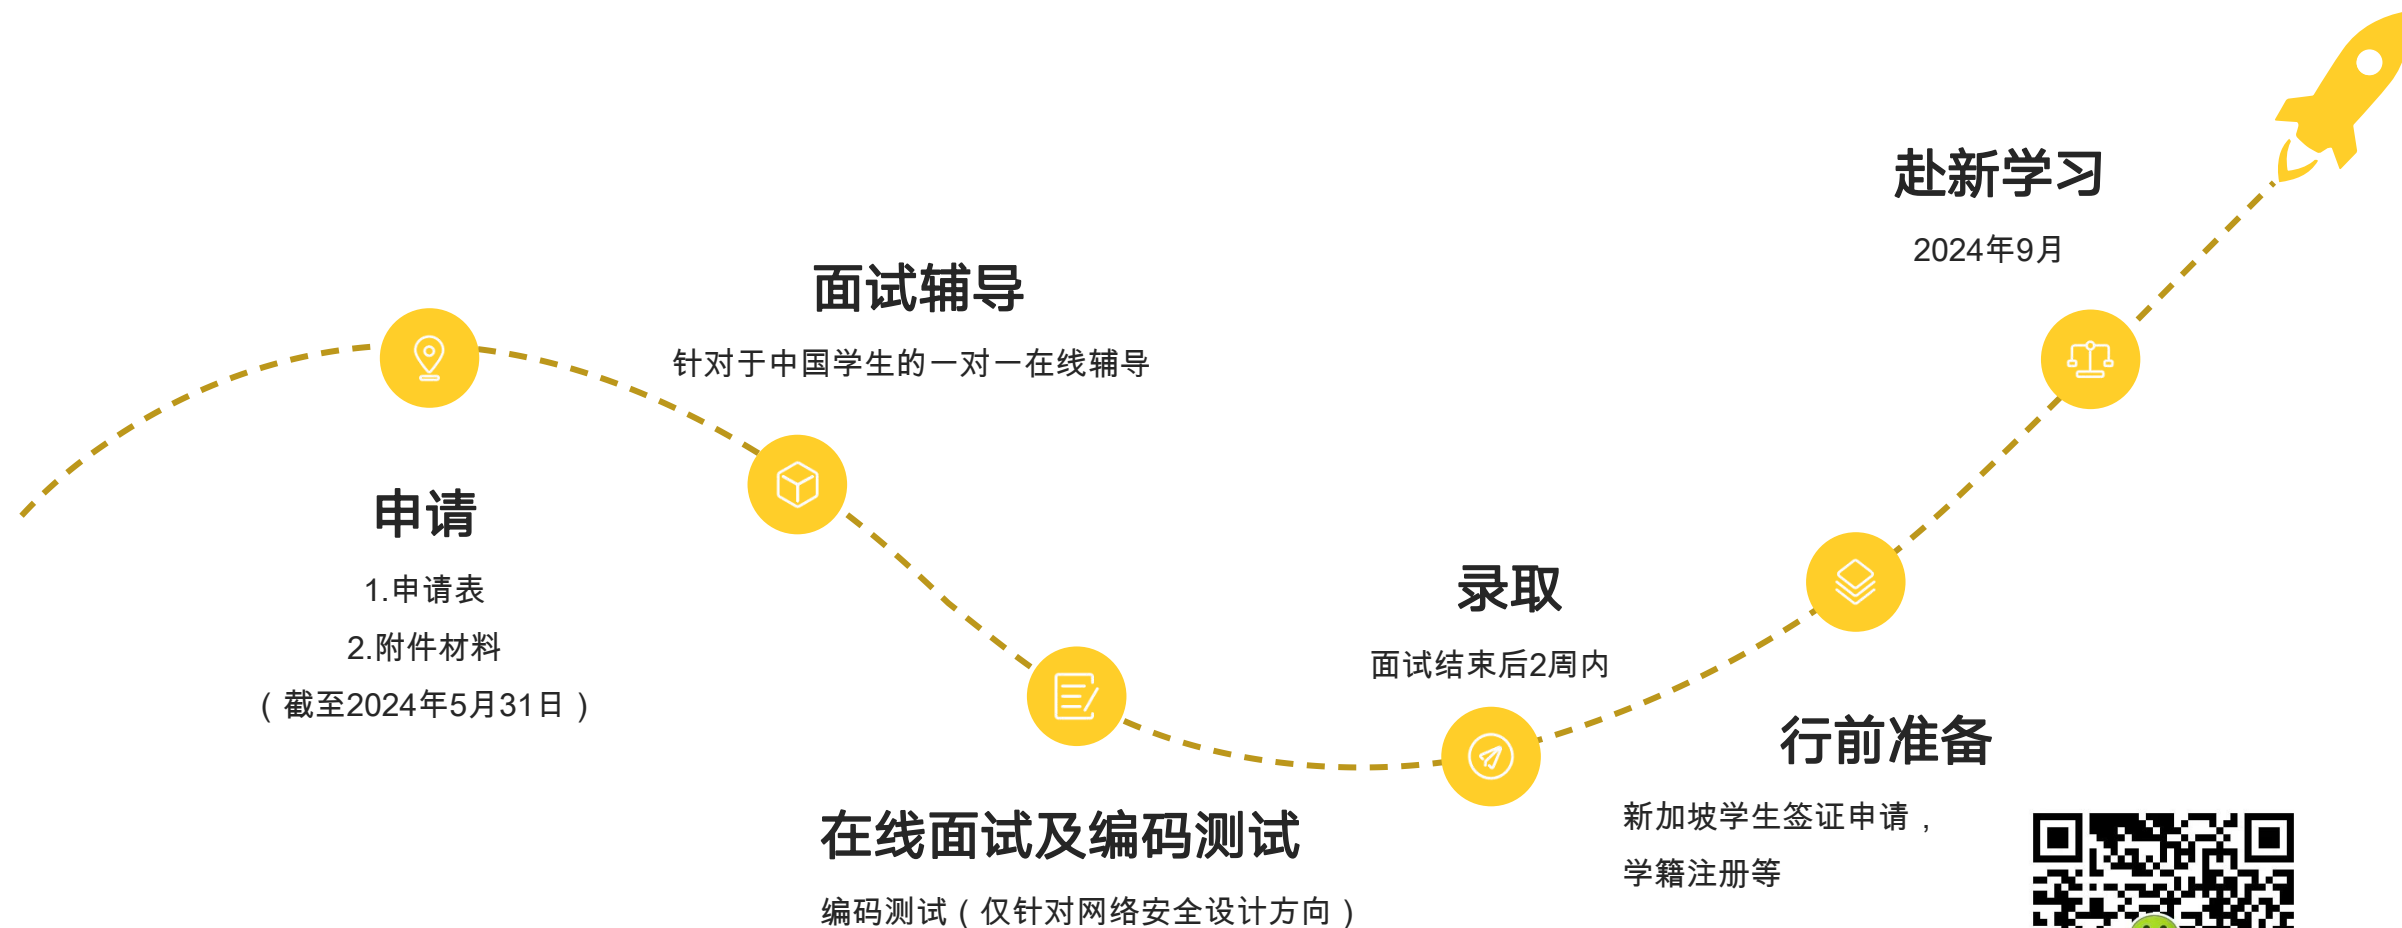 申请
1.申请表
2.附件材料
（截至2024年5月31日）
面试辅导
针对于中国学生的一对一在线辅导
在线面试及编码测试
编码测试（仅针对网络安全设计方向）
录取
面试结束后2周内
行前准备
新加坡学生签证申请，
学籍注册等
赴新学习
2024年9月